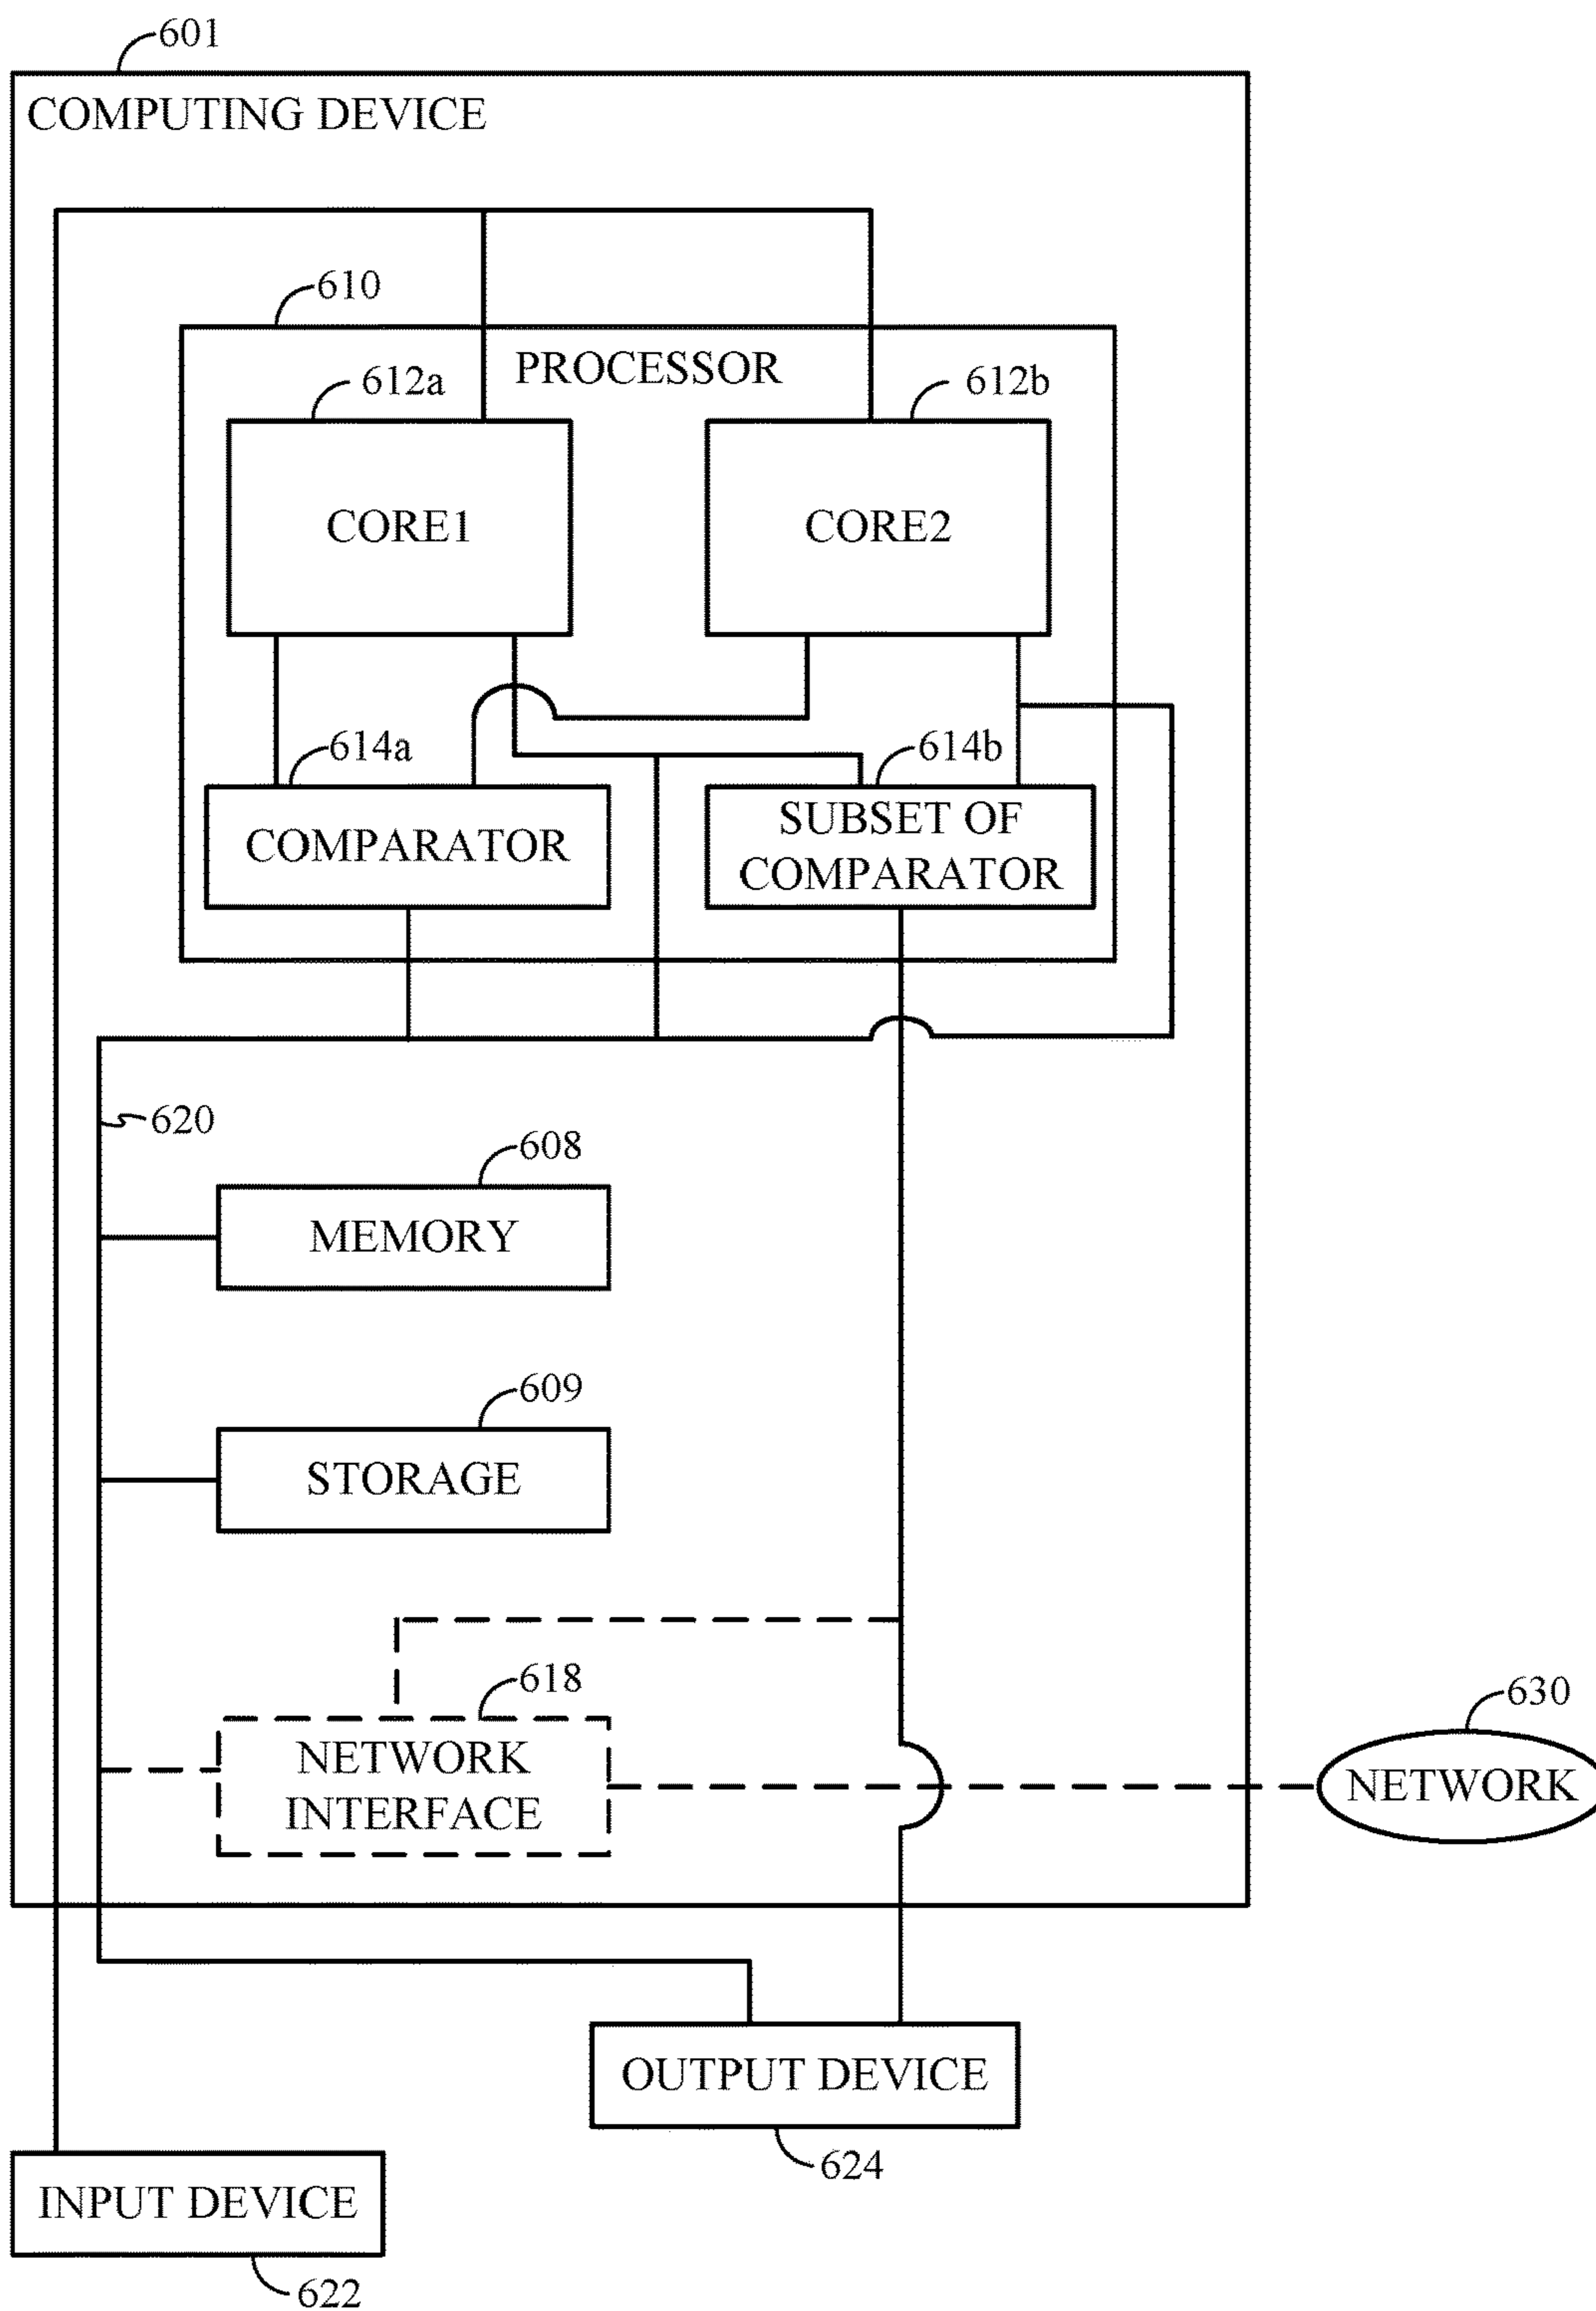 601
COMPUTING DEVICE
610
PROCESSOR
612a
612b
CORE1
CORE2
614a
614b
COMPARATOR
SUBSET OF
COMPARATOR
620
608
MEMORY
609
STORAGE
618
NETWORK
INTERFACE
630
NETWORK
OUTPUT DEVICE
624
INPUT DEVICE
622